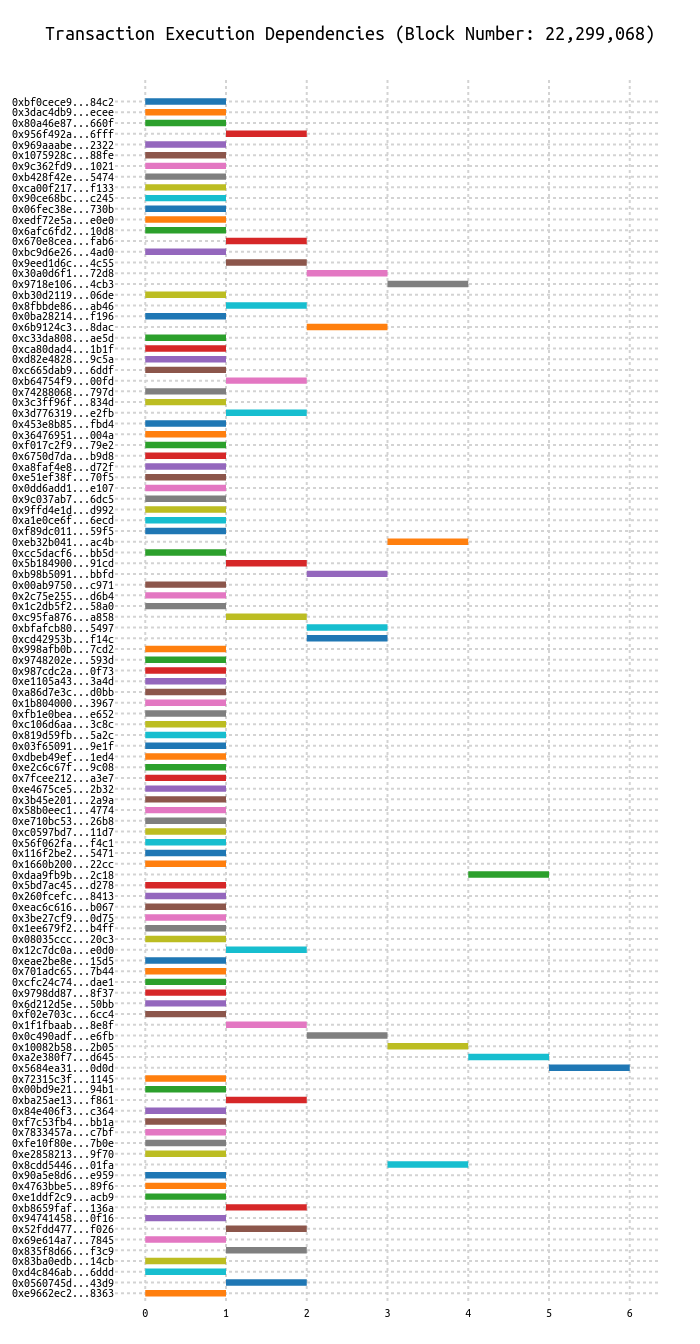 Transaction Execution Dependencies (Block Number: 22,299,068)
0xbf0cece9...84c2
0x3dac4db9...ecee
0x80a46e87...660f
0x956f492a...6fff
0x969aaabe...2322
0x1075928c...88fe
0x9c362fd9...1021
0xb428f42e...5474
0xca00f217...f133
0x90ce68bc...c245
0x06fec38e...730b
0xedf72e5a...e0e0
0x6afc6fd2...10d8
0x670e8cea...fab6
0xbc9d6e26...4ad0
0x9eed1d6c...4c55
0x30a0d6f1...72d8
0x9718e106...4cb3
0xb30d2119...06de
0x8fbbde86...ab46
0x0ba28214...f196
0x6b9124c3...8dac
0xc33da808...ae5d
0xca80dad4...1b1f
0xd82e4828...9c5a
0xc665dab9...6ddf
0xb64754f9...00fd
0x74288068...797d
0x3c3ff96f...834d
0x3d776319...e2fb
0x453e8b85...fbd4
0x36476951...004a
0xf017c2f9...79e2
0x6750d7da...b9d8
0xa8faf4e8...d72f
0xe51ef38f...70f5
0x0dd6add1...e107
0x9c037ab7...6dc5
0x9ffd4e1d...d992
0xa1e0ce6f...6ecd
0xf89dc011...59f5
0xeb32b041...ac4b
0xcc5dacf6...bb5d
0x5b184900...91cd
0xb98b5091...bbfd
0x00ab9750...c971
0x2c75e255...d6b4
0x1c2db5f2...58a0
0xc95fa876...a858
0xbfafcb80...5497
0xcd42953b...f14c
0x998afb0b...7cd2
0x9748202e...593d
0x987cdc2a...0f73
0xe1105a43...3a4d
0xa86d7e3c...d0bb
0x1b804000...3967
0xfb1e0bea...e652
0xc106d6aa...3c8c
0x819d59fb...5a2c
0x03f65091...9e1f
0xdbeb49ef...1ed4
0xe2c6c67f...9c08
0x7fcee212...a3e7
0xe4675ce5...2b32
0x3b45e201...2a9a
0x58b0eec1...4774
0xe710bc53...26b8
0xc0597bd7...11d7
0x56f062fa...f4c1
0x116f2be2...5471
0x1660b200...22cc
0xdaa9fb9b...2c18
0x5bd7ac45...d278
0x260fcefc...8413
0xeac6c616...b067
0x3be27cf9...0d75
0x1ee679f2...b4ff
0x08035ccc...20c3
0x12c7dc0a...e0d0
0xeae2be8e...15d5
0x701adc65...7b44
0xcfc24c74...dae1
0x9798dd87...8f37
0x6d212d5e...50bb
0xf02e703c...6cc4
0x1f1fbaab...8e8f
0x0c490adf...e6fb
0x10082b58...2b05
0xa2e380f7...d645
0x5684ea31...0d0d
0x72315c3f...1145
0x00bd9e21...94b1
0xba25ae13...f861
0x84e406f3...c364
0xf7c53fb4...bb1a
0x7833457a...c7bf
0xfe10f80e...7b0e
0xe2858213...9f70
0x8cdd5446...01fa
0x90a5e8d6...e959
0x4763bbe5...89f6
0xe1ddf2c9...acb9
0xb8659faf...136a
0x94741458...0f16
0x52fdd477...f026
0x69e614a7...7845
0x835f8d66...f3c9
0x83ba0edb...14cb
0xd4c846ab...6ddd
0x0560745d...43d9
0xe9662ec2...8363
0 1 2 3 4 5 6